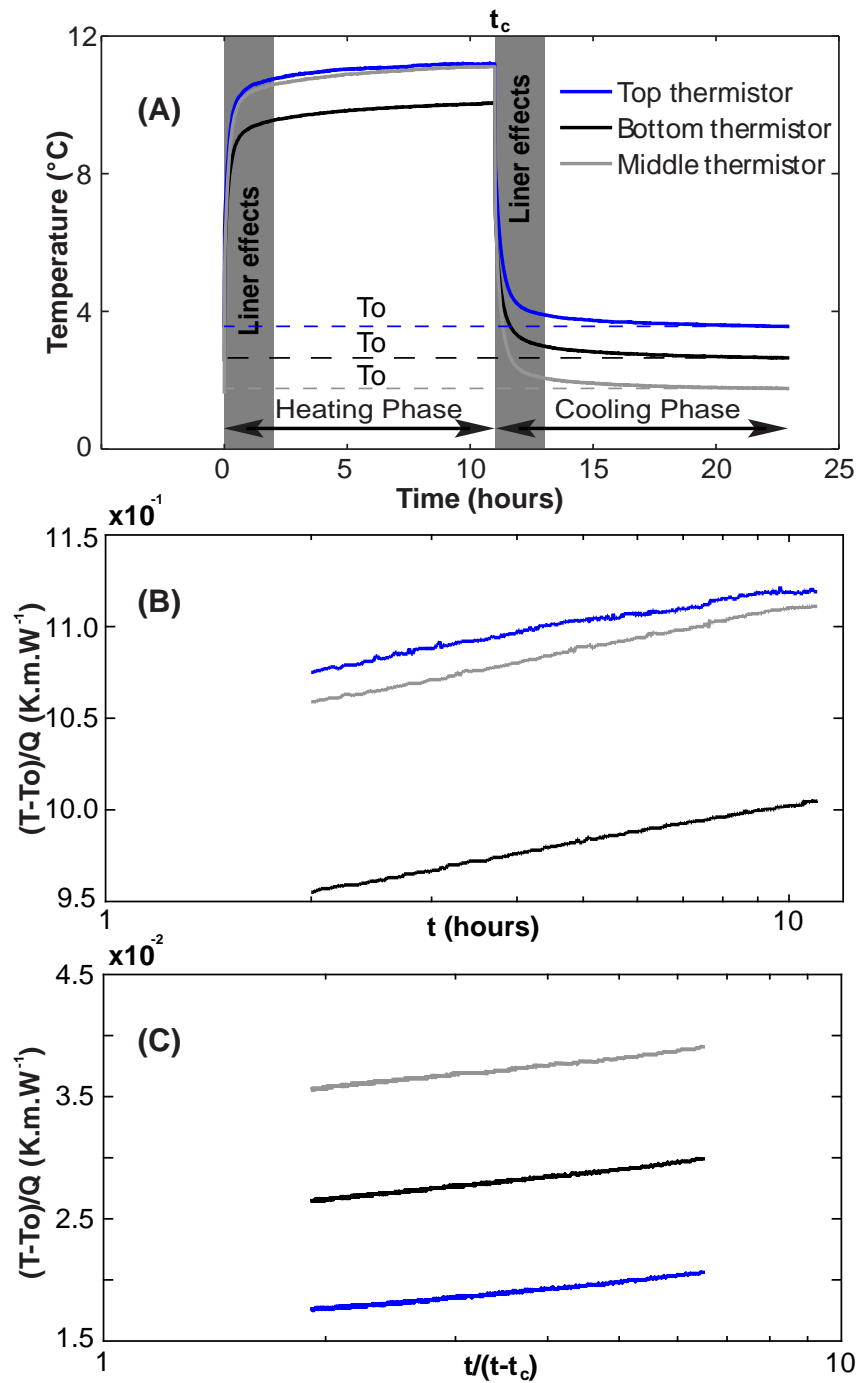 t_c
12
8
4
0
Temperature (°C)
(A)
Liner effects
Liner effects
Top thermistor
Bottom thermistor
Middle thermistor
To
To
To
Heating Phase
Cooling Phase
0 5 10 15 20 25
Time (hours)
x10⁻¹
11.5
11.0
10.5
10.0
9.5
(T-To)/Q (K.m.W⁻¹)
(B)
1 10
t (hours)
x10⁻²
4.5
3.5
2.5
1.5
(T-To)/Q (K.m.W⁻¹)
(C)
1 10
t/(t-t_c)